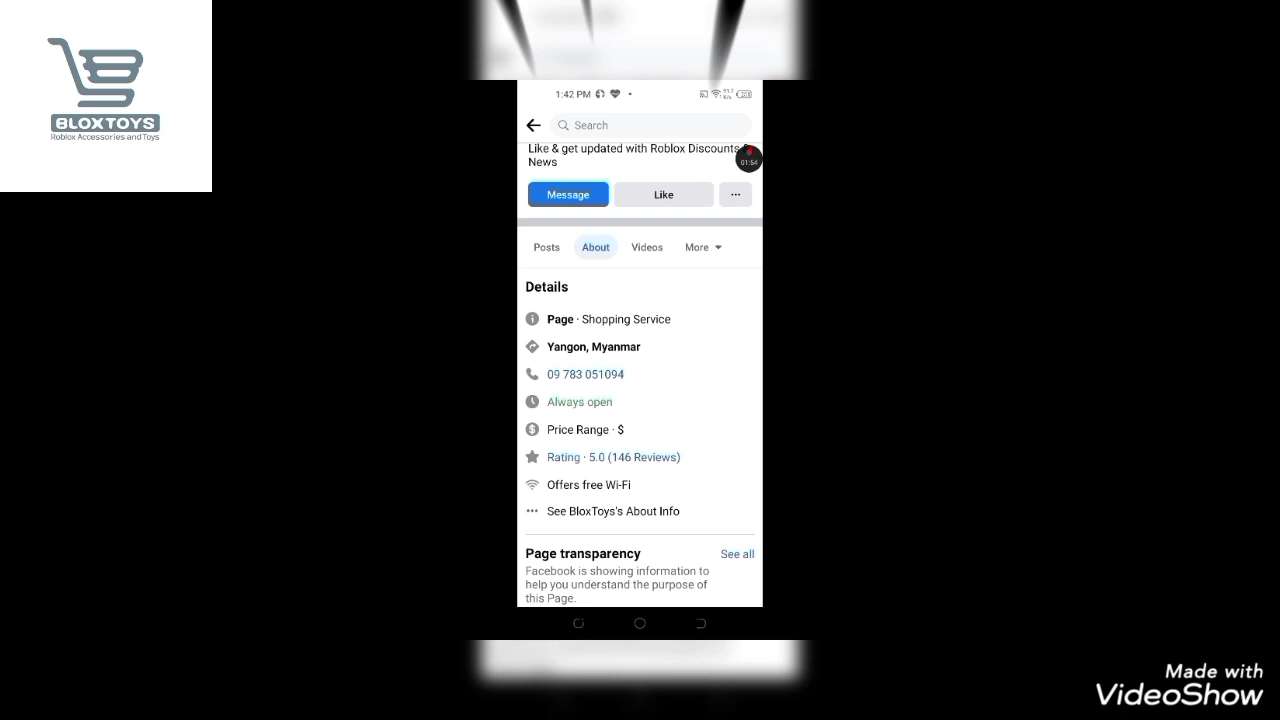 BLOXTOYS
Roblox Accessories and Toys
1:42 PM
Search
Like & get updated with Roblox Discounts &
News
01:54
Message
Like
Posts
About
Videos
More
Details
Page · Shopping Service
Yangon, Myanmar
09 783 051094
Always open
Price Range · $
Rating · 5.0 (146 Reviews)
Offers free Wi-Fi
See BloxToys's About Info
Page transparency
See all
Facebook is showing information to
help you understand the purpose of
this Page.
Made with
VideoShow